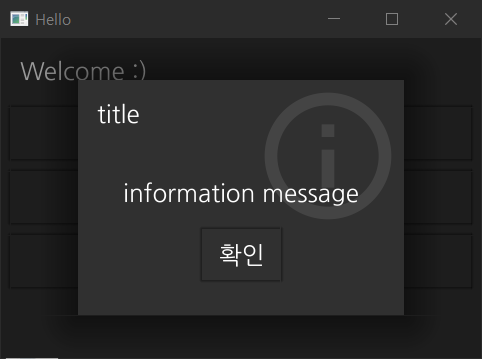 Hello
Welcome :)
title
information message
확인